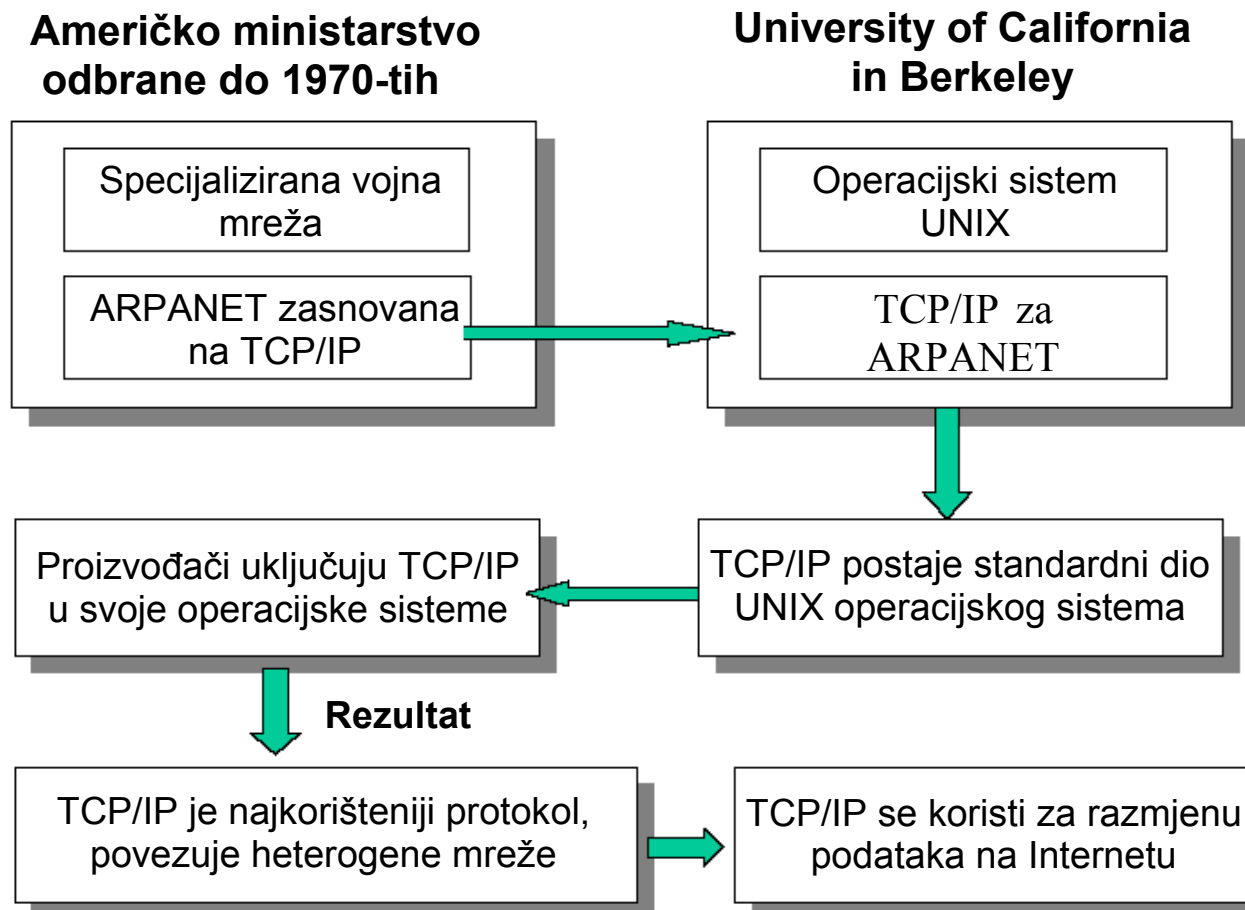 Američko ministarstvo
odbrane do 1970-tih
University of California
in Berkeley
Specijalizirana vojna
mreža
ARPANET zasnovana
na TCP/IP
Operacijski sistem
UNIX
TCP/IP za
ARPANET
TCP/IP postaje standardni dio
UNIX operacijskog sistema
Proizvođači uključuju TCP/IP
u svoje operacijske sisteme
Rezultat
TCP/IP je najkorišteniji protokol,
povezuje heterogene mreže
TCP/IP se koristi za razmjenu
podataka na Internetu